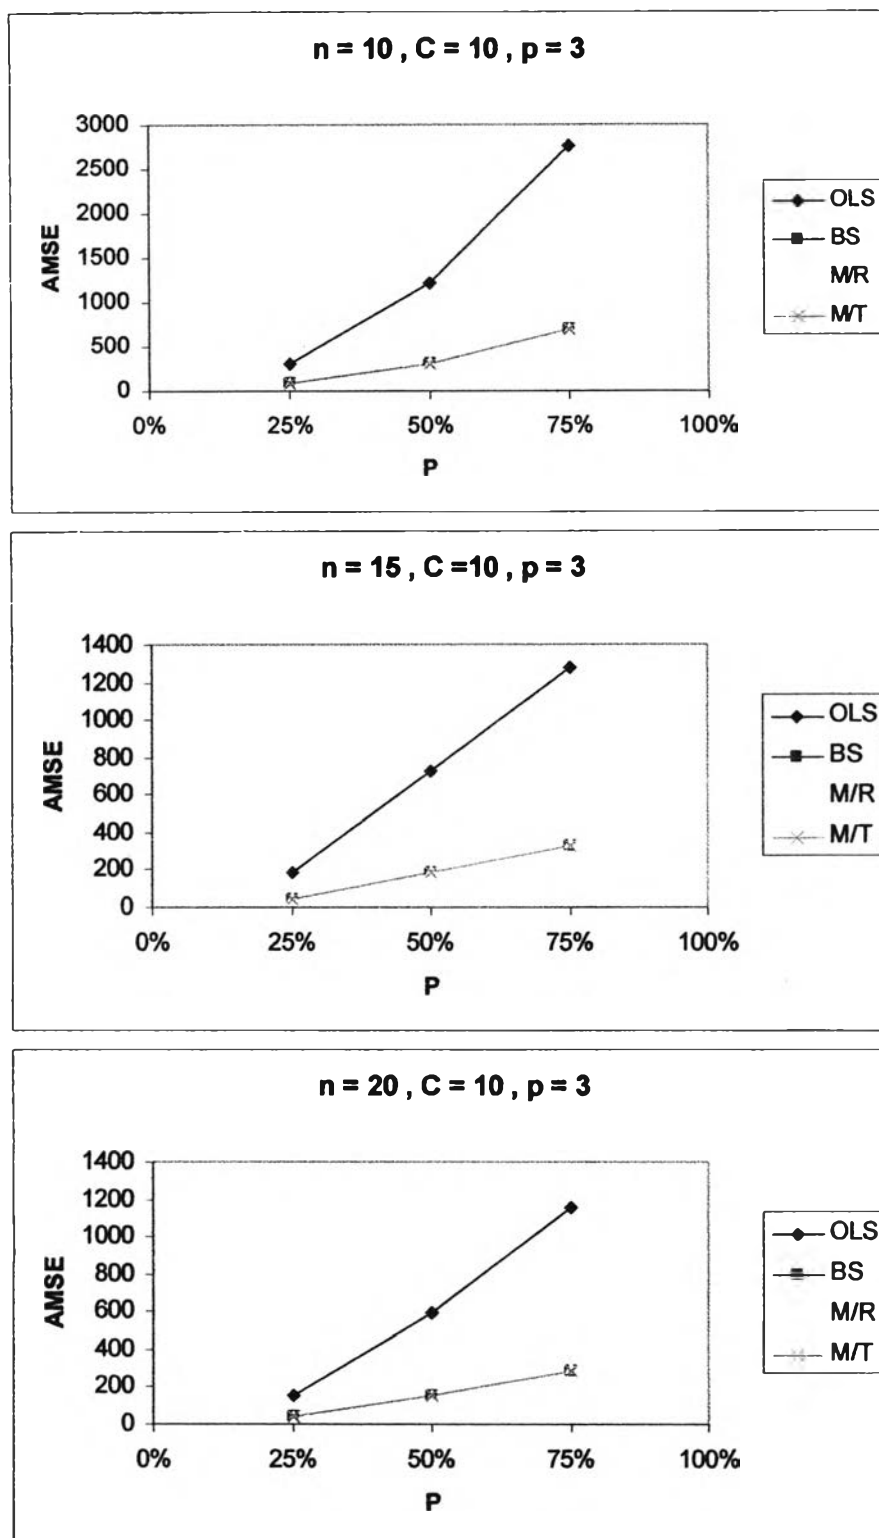 n = 10 , C = 10 , p = 3
3000
2500
2000
1500
1000
500
0
AMSE
0% 25% 50% 75% 100%
P
OLS
BS
M/R
M/T
n = 15 , C =10 , p = 3
1400
1200
1000
800
600
400
200
0
AMSE
0% 25% 50% 75% 100%
P
OLS
BS
M/R
M/T
n = 20 , C = 10 , p = 3
1400
1200
1000
800
600
400
200
0
AMSE
0% 25% 50% 75% 100%
P
OLS
BS
M/R
M/T